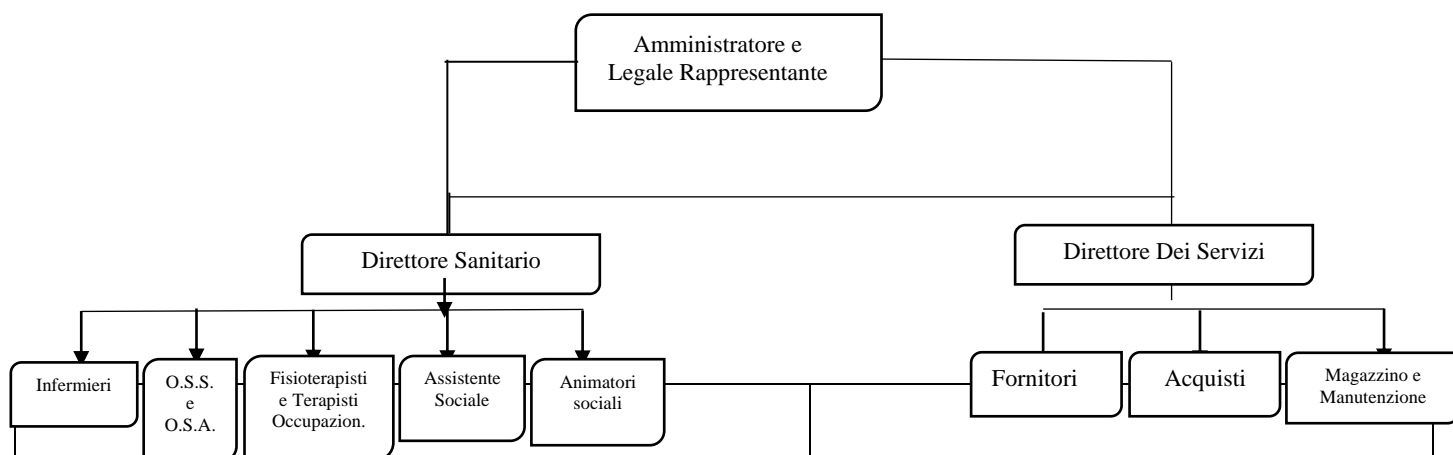 Amministratore e
Legale Rappresentante
Direttore Sanitario
Direttore Dei Servizi
Infermieri
O.S.S.
e
O.S.A.
Fisioterapisti
e Terapisti
Occupazion.
Assistente
Sociale
Animatori
sociali
Fornitori
Acquisti
Magazzino e
Manutenzione